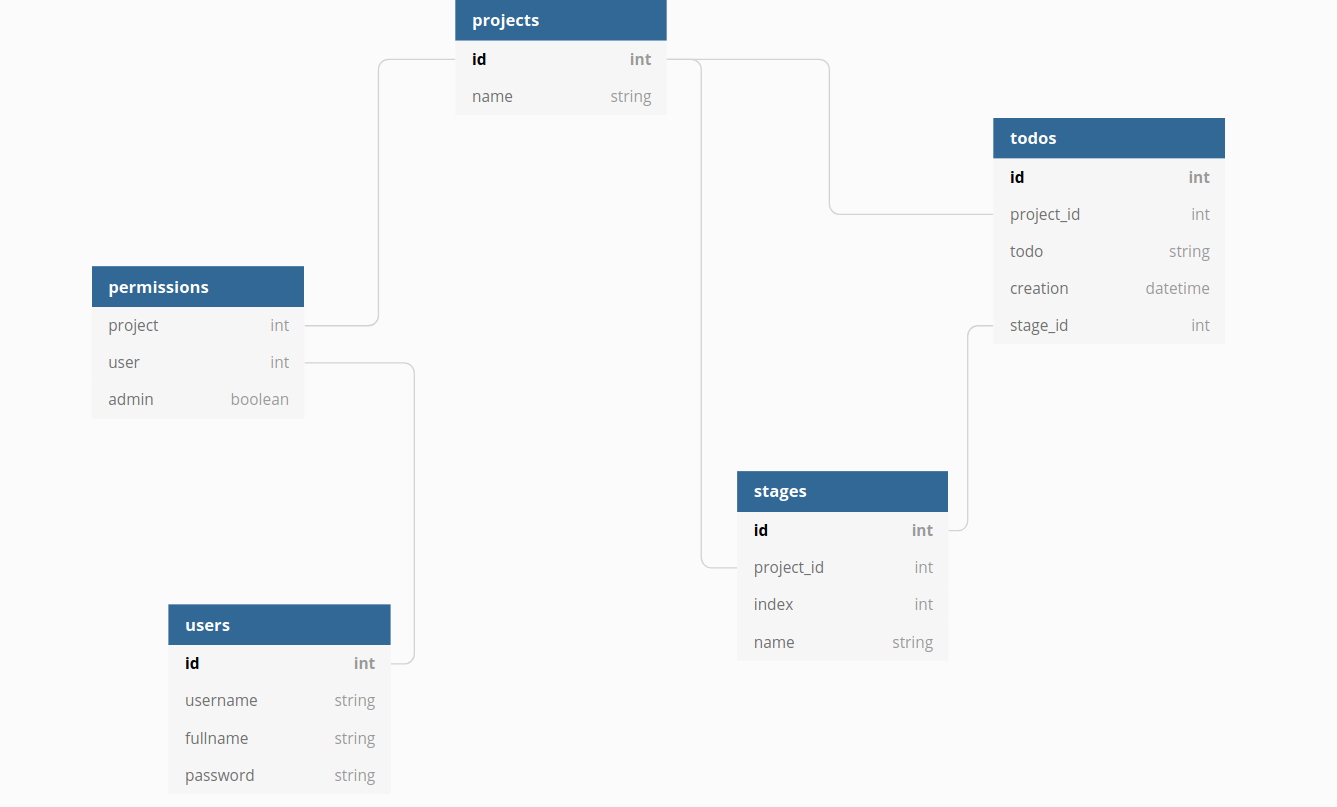 projects
id int
name string
todos
id int
project_id int
todo string
creation datetime
stage_id int
permissions
project int
user int
admin boolean
stages
id int
project_id int
index int
name string
users
id int
username string
fullname string
password string